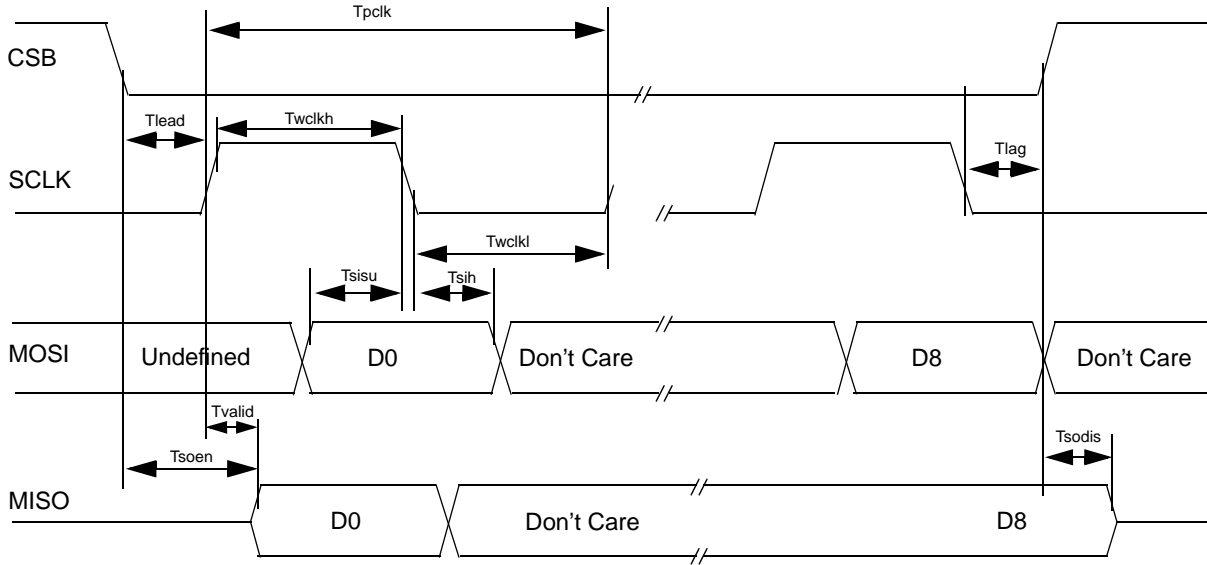 Tpclk
CSB
Tlead
Twclkh
Tlag
SCLK
Twclkl
Tsisu
Tsih
MOSI
Undefined
D0
Don't Care
D8
Don't Care
Tvalid
Tsoen
Tsodis
MISO
D0
Don't Care
D8